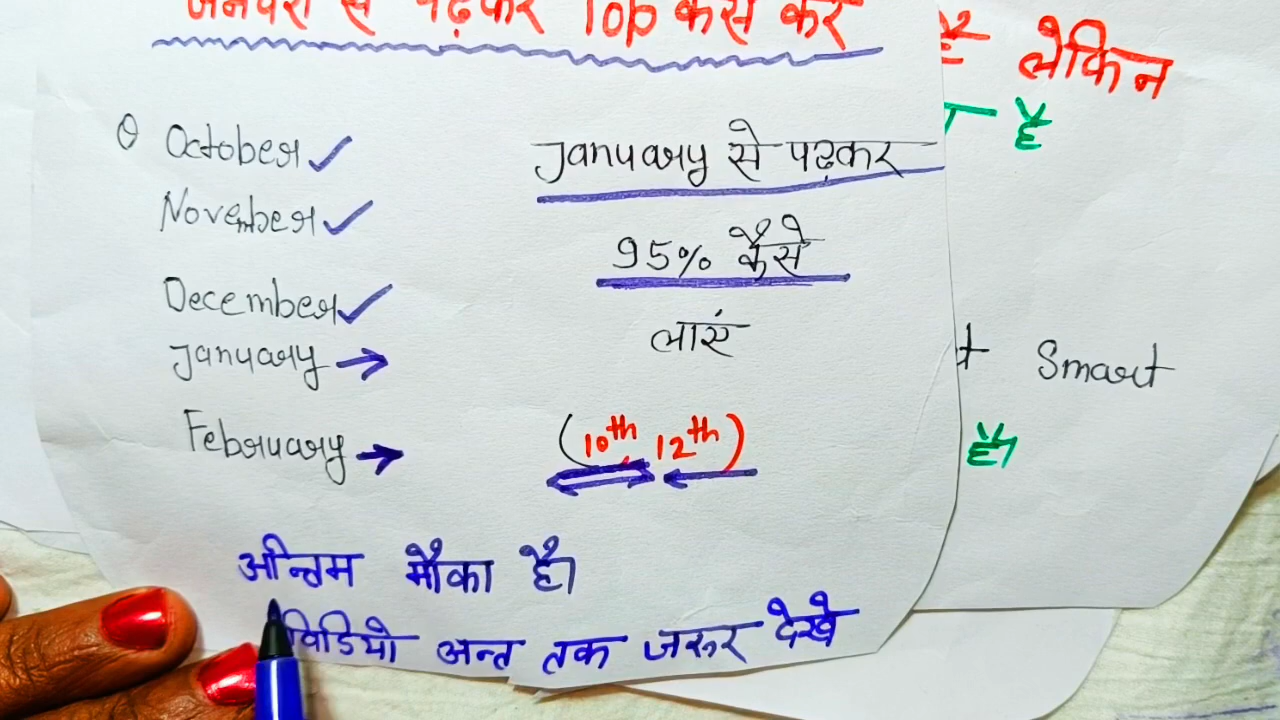 जनवरी से पढ़कर Top कैसे करें
October
November
December
January
February
January से पढ़कर
95% कैसे
लाएं
(10th, 12th)
अन्तिम मौका है।
विडियो अन्त तक जरुर देखे
लेकिन
है
Smart
है।